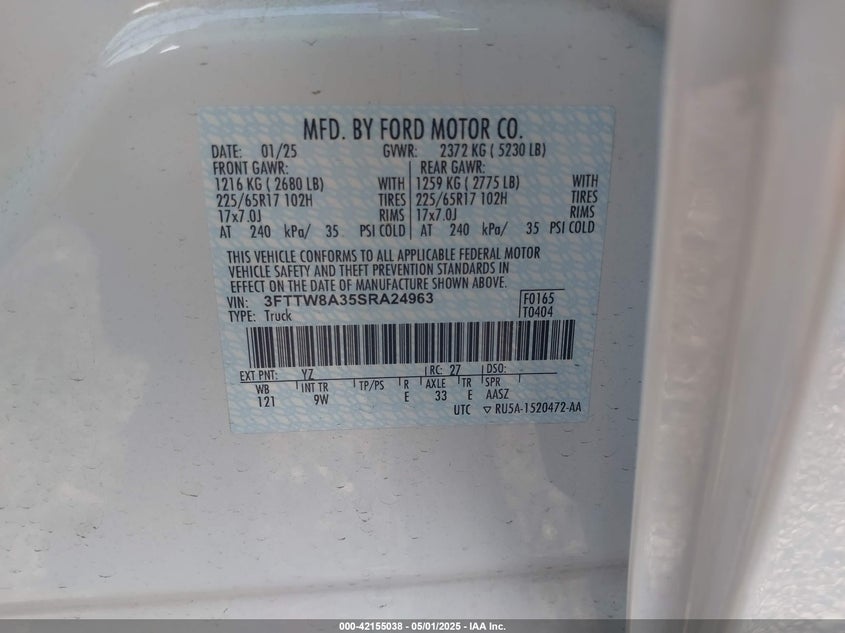 MFD. BY FORD MOTOR CO.
DATE: 01/25 GVWR: 2372 KG ( 5230 LB)
FRONT GAWR: REAR GAWR:
1216 KG ( 2680 LB) WITH 1259 KG ( 2775 LB) WITH
225/65R17 102H TIRES 225/65R17 102H TIRES
17x7.0J RIMS 17x7.0J RIMS
AT 240 kPa/ 35 PSI COLD AT 240 kPa/ 35 PSI COLD
THIS VEHICLE CONFORMS TO ALL APPLICABLE FEDERAL MOTOR
VEHICLE SAFETY AND THEFT PREVENTION STANDARDS IN
EFFECT ON THE DATE OF MANUFACTURE SHOWN ABOVE.
VIN: 3FTTW8A35SRA24963 F0165
TYPE: Truck T0404
EXT PNT: YZ RC: 27 DSO:
WB INT TR TP/PS R AXLE TR SPR
121 9W E 33 E AASZ
UTC ▽ RU5A-1520472-AA
000-42155038 - 05/01/2025 - IAA Inc.